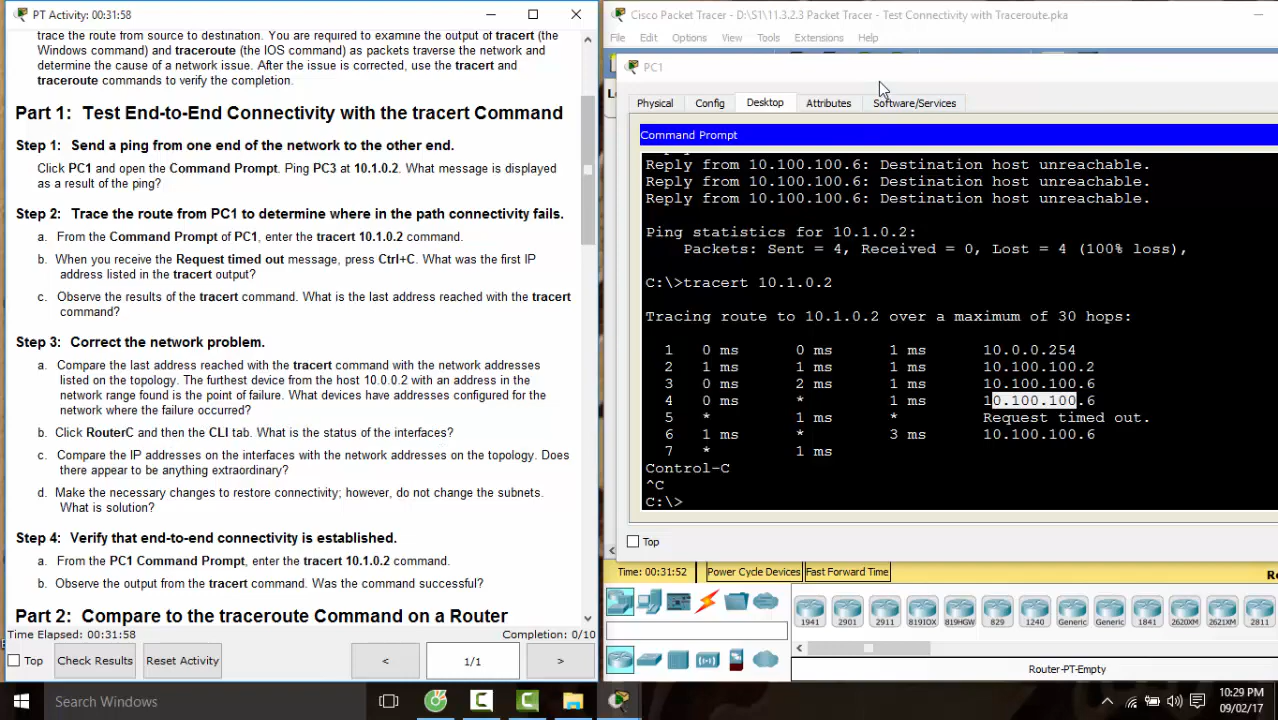 PT Activity: 00:31:58
trace the route from source to destination. You are required to examine the output of tracert (the
Windows command) and traceroute (the IOS command) as packets traverse the network and
determine the cause of a network issue. After the issue is corrected, use the tracert and
traceroute commands to verify the completion.
Part 1: Test End-to-End Connectivity with the tracert Command
Step 1: Send a ping from one end of the network to the other end.
Click PC1 and open the Command Prompt. Ping PC3 at 10.1.0.2. What message is displayed
as a result of the ping?
Step 2: Trace the route from PC1 to determine where in the path connectivity fails.
a. From the Command Prompt of PC1, enter the tracert 10.1.0.2 command.
b. When you receive the Request timed out message, press Ctrl+C. What was the first IP
address listed in the tracert output?
c. Observe the results of the tracert command. What is the last address reached with the tracert
command?
Step 3: Correct the network problem.
a. Compare the last address reached with the tracert command with the network addresses
listed on the topology. The furthest device from the host 10.0.0.2 with an address in the
network range found is the point of failure. What devices have addresses configured for the
network where the failure occurred?
b. Click RouterC and then the CLI tab. What is the status of the interfaces?
c. Compare the IP addresses on the interfaces with the network addresses on the topology. Does
there appear to be anything extraordinary?
d. Make the necessary changes to restore connectivity; however, do not change the subnets.
What is solution?
Step 4: Verify that end-to-end connectivity is established.
a. From the PC1 Command Prompt, enter the tracert 10.1.0.2 command.
b. Observe the output from the tracert command. Was the command successful?
Part 2: Compare to the traceroute Command on a Router
Time Elapsed: 00:31:58 Completion: 0/10
Top Check Results Reset Activity < 1/1 >
Cisco Packet Tracer - D:\S1\11.3.2.3 Packet Tracer - Test Connectivity with Traceroute.pka
File Edit Options View Tools Extensions Help
PC1
Physical Config Desktop Attributes Software/Services
Command Prompt
Reply from 10.100.100.6: Destination host unreachable.
Reply from 10.100.100.6: Destination host unreachable.
Reply from 10.100.100.6: Destination host unreachable.
Ping statistics for 10.1.0.2:
Packets: Sent = 4, Received = 0, Lost = 4 (100% loss),
C:\>tracert 10.1.0.2
Tracing route to 10.1.0.2 over a maximum of 30 hops:
1 0 ms 0 ms 1 ms 10.0.0.254
2 1 ms 1 ms 1 ms 10.100.100.2
3 0 ms 2 ms 1 ms 10.100.100.6
4 0 ms * 1 ms 10.100.100.6
5 * 1 ms * Request timed out.
6 1 ms * 3 ms 10.100.100.6
7 * 1 ms
Control-C
^C
C:\>
Top
Time: 00:31:52 Power Cycle Devices Fast Forward Time
1941 2901 2911 819IOX 819HGW 829 1240 Generic Generic 1841 2620XM 2621XM 2811
Router-PT-Empty
Search Windows
10:29 PM
09/02/17